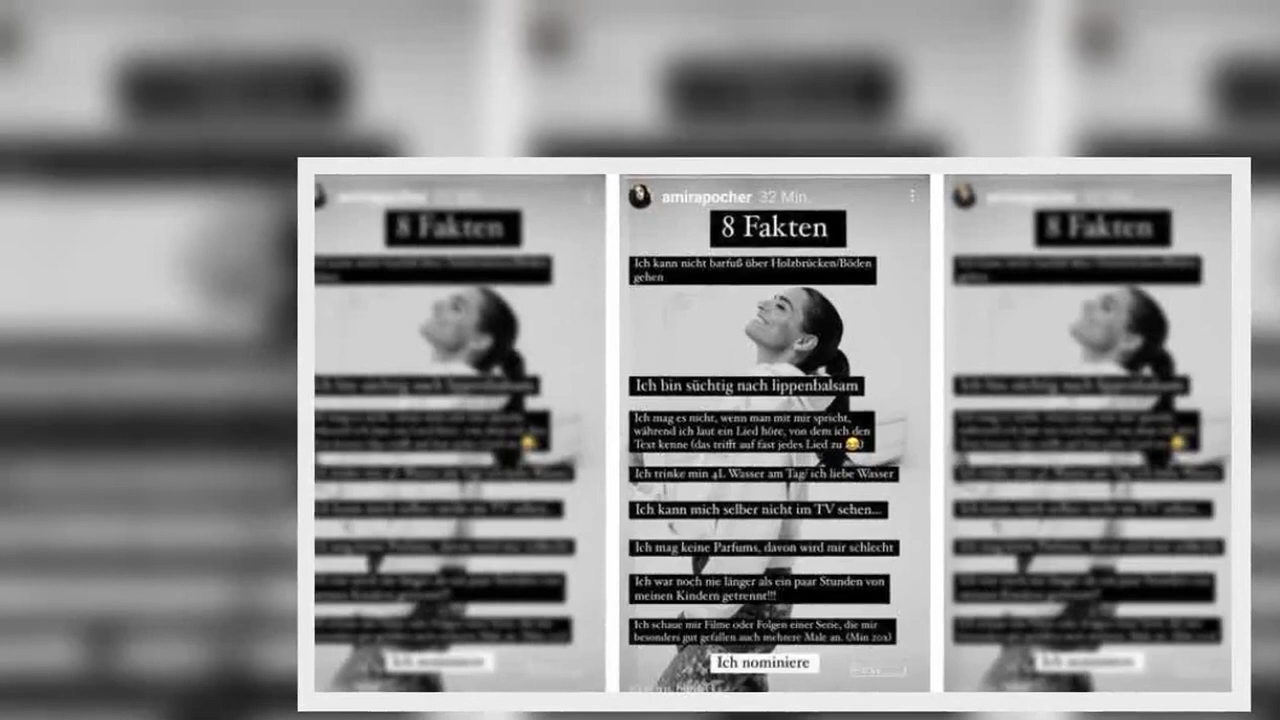 amirapocher 32 Min.
8 Fakten
Ich kann nicht barfuß über Holzbrücken/Böden
gehen
Ich bin süchtig nach lippenbalsam
Ich mag es nicht, wenn man mit mir spricht,
während ich laut ein Lied höre, von dem ich den
Text kenne (das trifft auf fast jedes Lied zu 😂)
Ich trinke min 4L Wasser am Tag/ ich liebe Wasser
Ich kann mich selber nicht im TV sehen...
Ich mag keine Parfums, davon wird mir schlecht
Ich war noch nie länger als ein paar Stunden von
meinen Kindern getrennt!!!
Ich schaue mir Filme oder Folgen einer Serie, die mir
besonders gut gefallen auch mehrere Male an. (Min 20x)
Ich nominiere